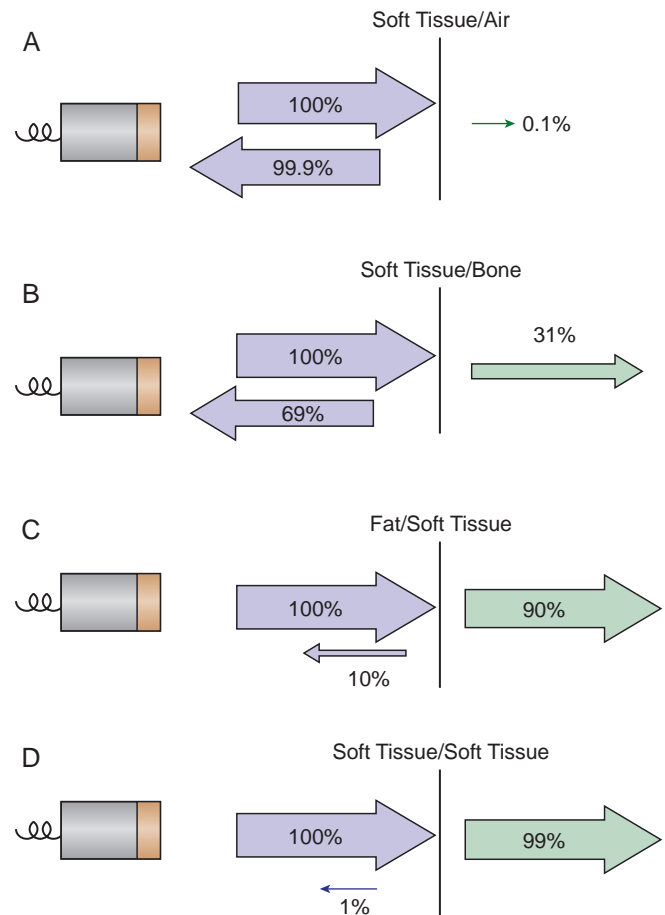 A
Soft Tissue/Air
100%
0.1%
99.9%
B
Soft Tissue/Bone
31%
100%
69%
C
Fat/Soft Tissue
100%
90%
10%
D
Soft Tissue/Soft Tissue
100%
99%
1%